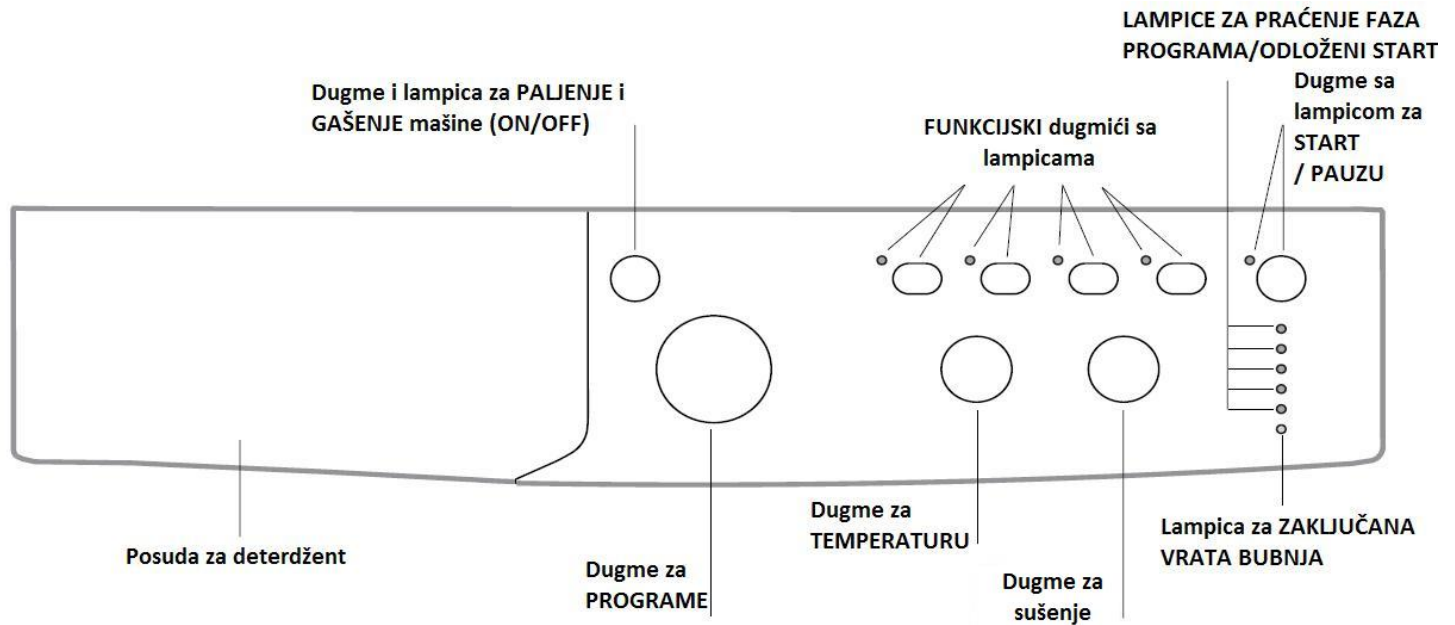 LAMPICE ZA PRAĆENJE FAZA
PROGRAMA/ODLOŽENI START
Dugme i lampica za PALJENJE i
GAŠENJE mašine (ON/OFF)
FUNKCIJSKI dugmići sa
lampicama
Dugme sa
lampicom za
START
/ PAUZU
Posuda za deterdžent
Dugme za
PROGRAME
Dugme za
TEMPERATURU
Dugme za
sušenje
Lampica za ZAKLJUČANA
VRATA BUBNJA